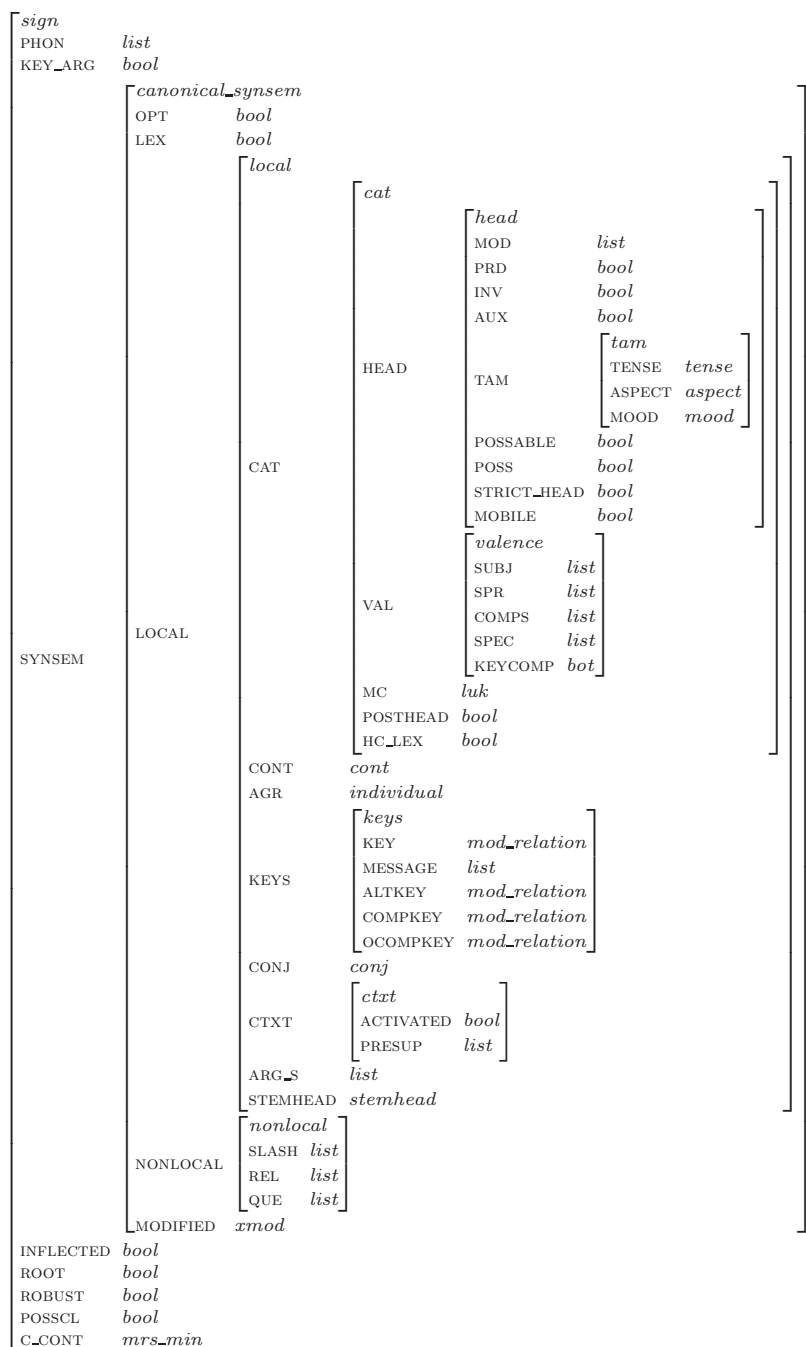 sign
PHON list
KEY_ARG bool
canonical_synsem
OPT bool
LEX bool
local
cat
head
MOD list
PRD bool
INV bool
AUX bool
tam
TENSE tense
HEAD TAM ASPECT aspect
MOOD mood
POSSABLE bool
CAT POSS bool
STRICT_HEAD bool
MOBILE bool
valence
SUBJ list
SPR list
VAL COMPS list
LOCAL SPEC list
SYNSEM KEYCOMP bot
MC luk
POSTHEAD bool
HC_LEX bool
CONT cont
AGR individual
keys
KEY mod_relation
KEYS MESSAGE list
ALTKEY mod_relation
COMPKEY mod_relation
OCOMPKEY mod_relation
CONJ conj
ctxt
CTXT ACTIVATED bool
PRESUP list
ARG_S list
STEMHEAD stemhead
nonlocal
NONLOCAL SLASH list
REL list
QUE list
MODIFIED xmod
INFLECTED bool
ROOT bool
ROBUST bool
POSSCL bool
C_CONT mrs_min